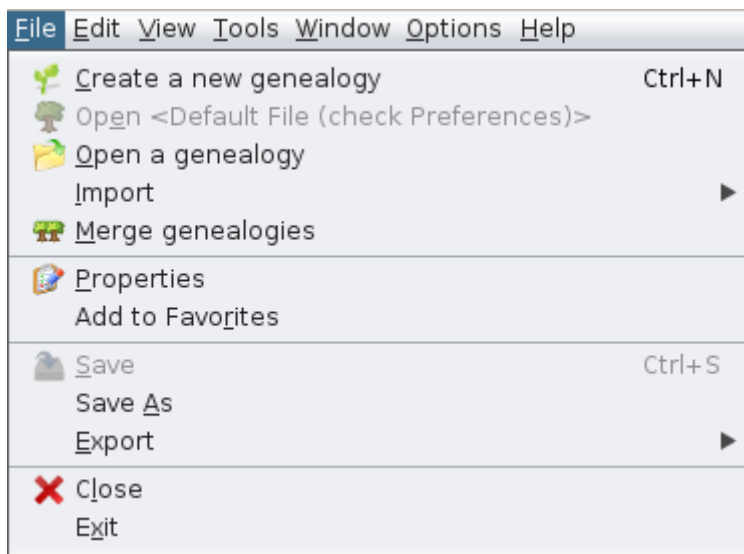 File Edit View Tools Window Options Help
Create a new genealogy Ctrl+N
Open <Default File (check Preferences)>
Open a genealogy
Import
Merge genealogies
Properties
Add to Favorites
Save Ctrl+S
Save As
Export
Close
Exit